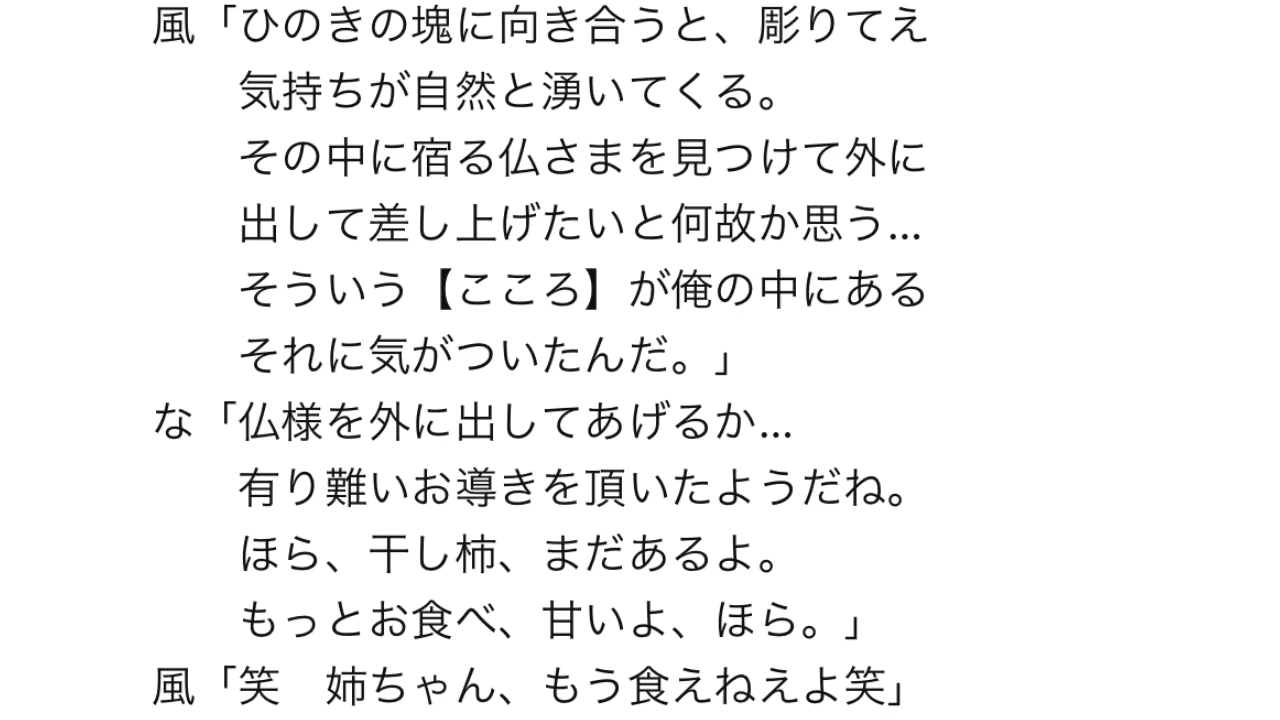 風「ひのきの塊に向き合うと、彫りてえ
気持ちが自然と湧いてくる。
その中に宿る仏さまを見つけて外に
出して差し上げたいと何故か思う…
そういう【こころ】が俺の中にある
それに気がついたんだ。」
な「仏様を外に出してあげるか…
有り難いお導きを頂いたようだね。
ほら、干し柿、まだあるよ。
もっとお食べ、甘いよ、ほら。」
風「笑　姉ちゃん、もう食えねえよ笑」